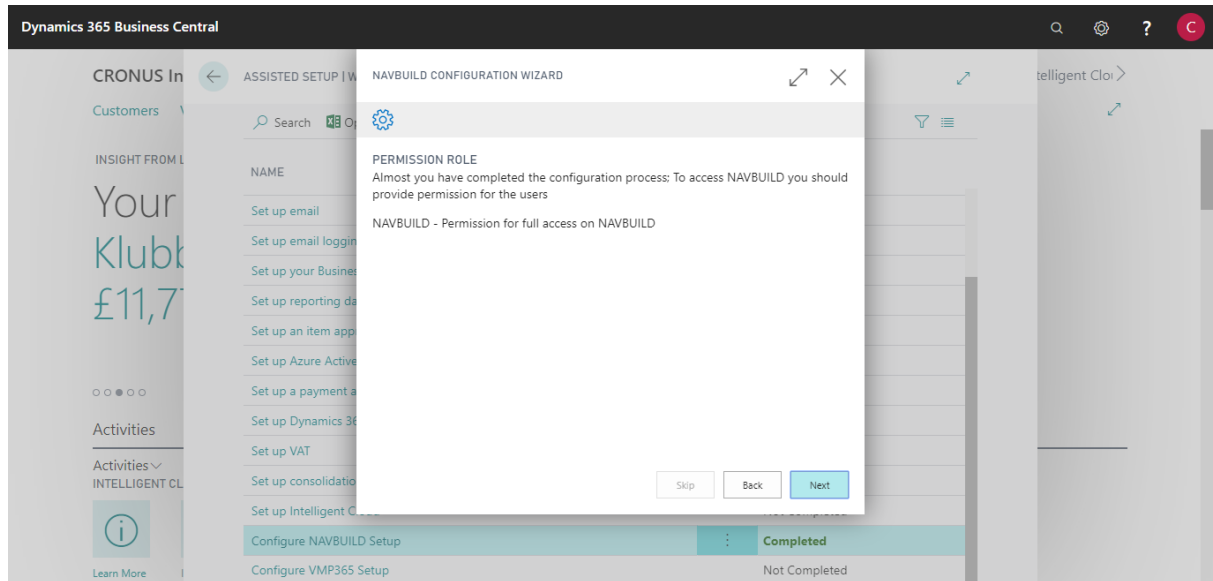 Dynamics 365 Business Central
?
C
CRONUS In
ASSISTED SETUP | W
telligent Clo
Customers
Search
INSIGHT FROM L
Your
Klubb
£11,7
Activities
Activities
INTELLIGENT CL
Learn More
NAME
Set up email
Set up email loggin
Set up your Busines
Set up reporting da
Set up an item app
Set up Azure Active
Set up a payment a
Set up Dynamics 36
Set up VAT
Set up consolidatio
Set up Intelligent C
Configure NAVBUILD Setup
Completed
Configure VMP365 Setup
Not Completed
NAVBUILD CONFIGURATION WIZARD
PERMISSION ROLE
Almost you have completed the configuration process; To access NAVBUILD you should
provide permission for the users
NAVBUILD - Permission for full access on NAVBUILD
Skip
Back
Next